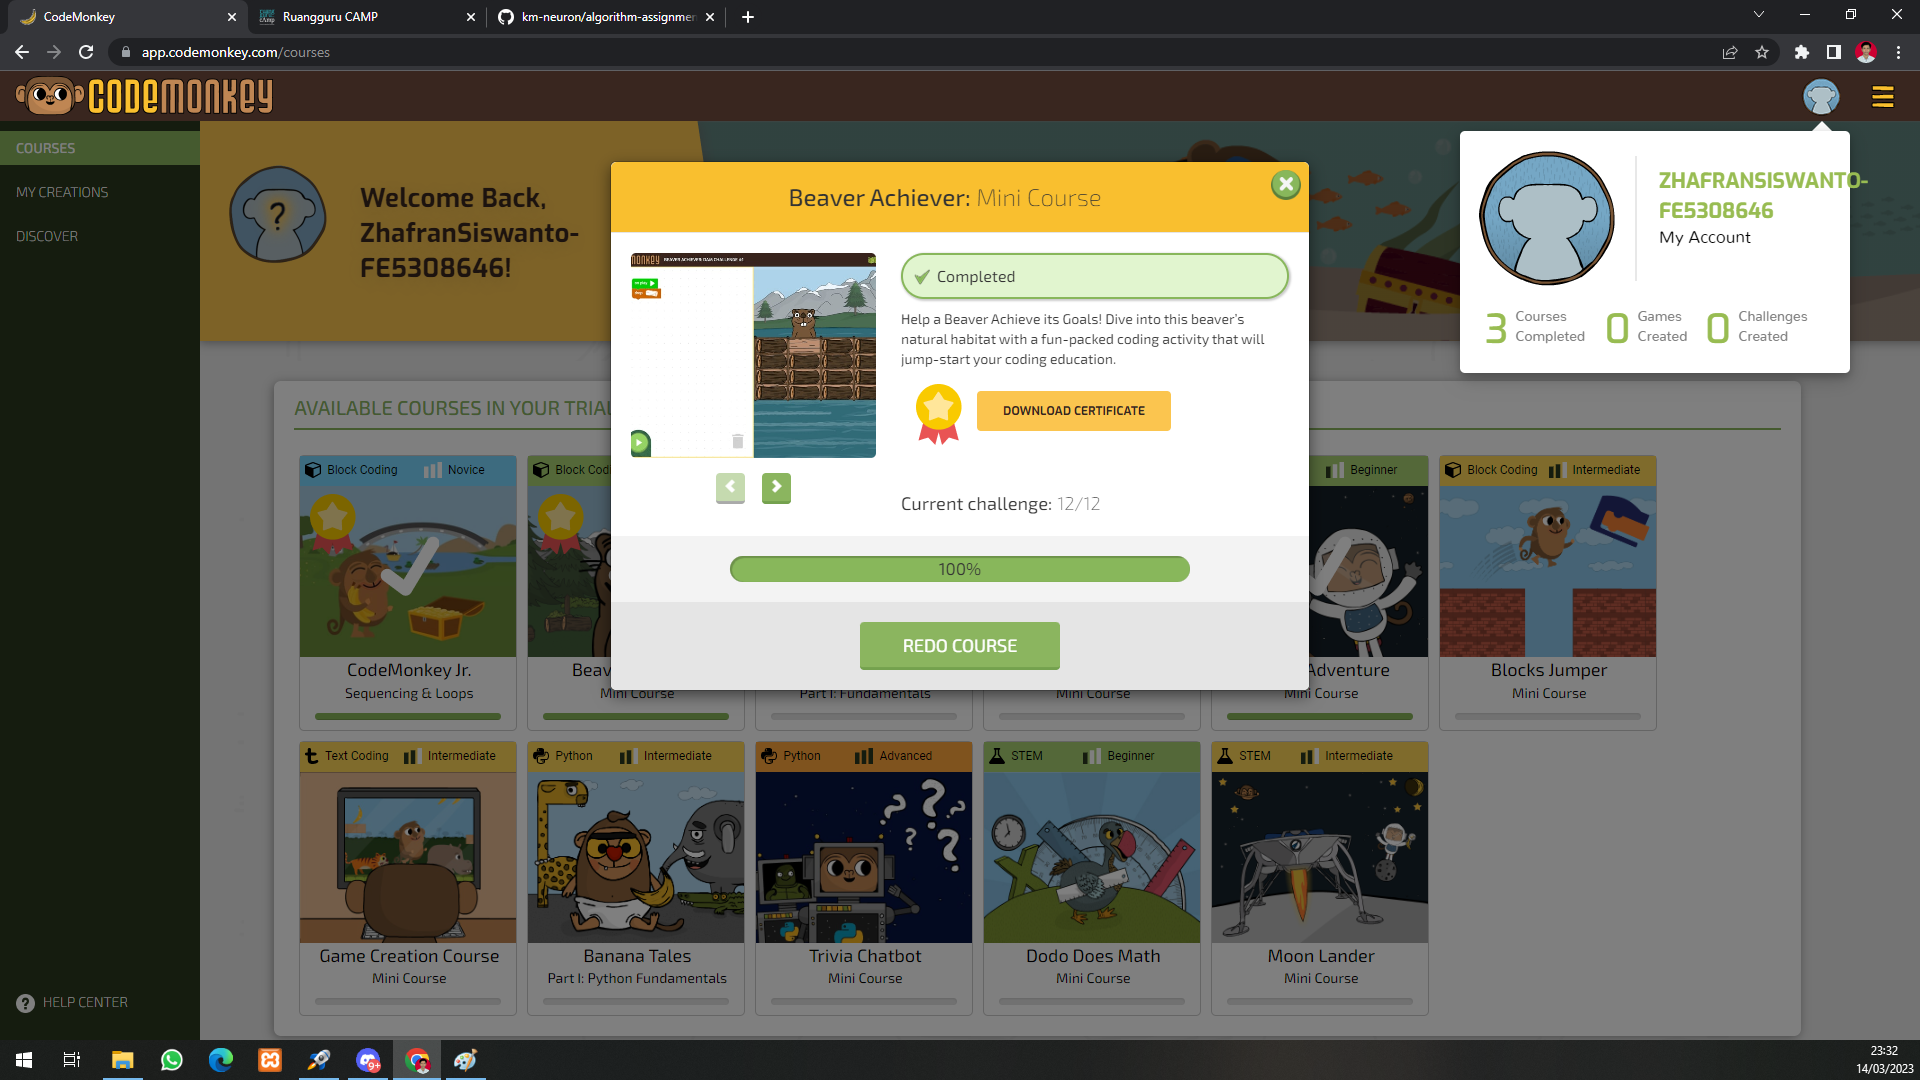 CodeMonkey
Ruangguru CAMP
km-neuron/algorithm-assignmen
app.codemonkey.com/courses
CODEMONKEY
COURSES
MY CREATIONS
DISCOVER
HELP CENTER
Welcome Back,
ZhafranSiswanto-
FE5308646!
ZHAFRANSISWANTO-
FE5308646
My Account
3 Courses Completed
0 Games Created
0 Challenges Created
Beaver Achiever: Mini Course
Completed
Help a Beaver Achieve its Goals! Dive into this beaver's
natural habitat with a fun-packed coding activity that will
jump-start your coding education.
DOWNLOAD CERTIFICATE
Current challenge: 12/12
100%
REDO COURSE
AVAILABLE COURSES IN YOUR TRIA
Block Coding Novice
CodeMonkey Jr.
Sequencing & Loops
Block Codi
Beav
Mini Course
Part I: Fundamentals
Mini Course
Beginner
Adventure
Mini Course
Block Coding Intermediate
Blocks Jumper
Mini Course
Text Coding Intermediate
Game Creation Course
Mini Course
Python Intermediate
Banana Tales
Part I: Python Fundamentals
Python Advanced
Trivia Chatbot
Mini Course
STEM Beginner
Dodo Does Math
Mini Course
STEM Intermediate
Moon Lander
Mini Course
9+
23:32
14/03/2023